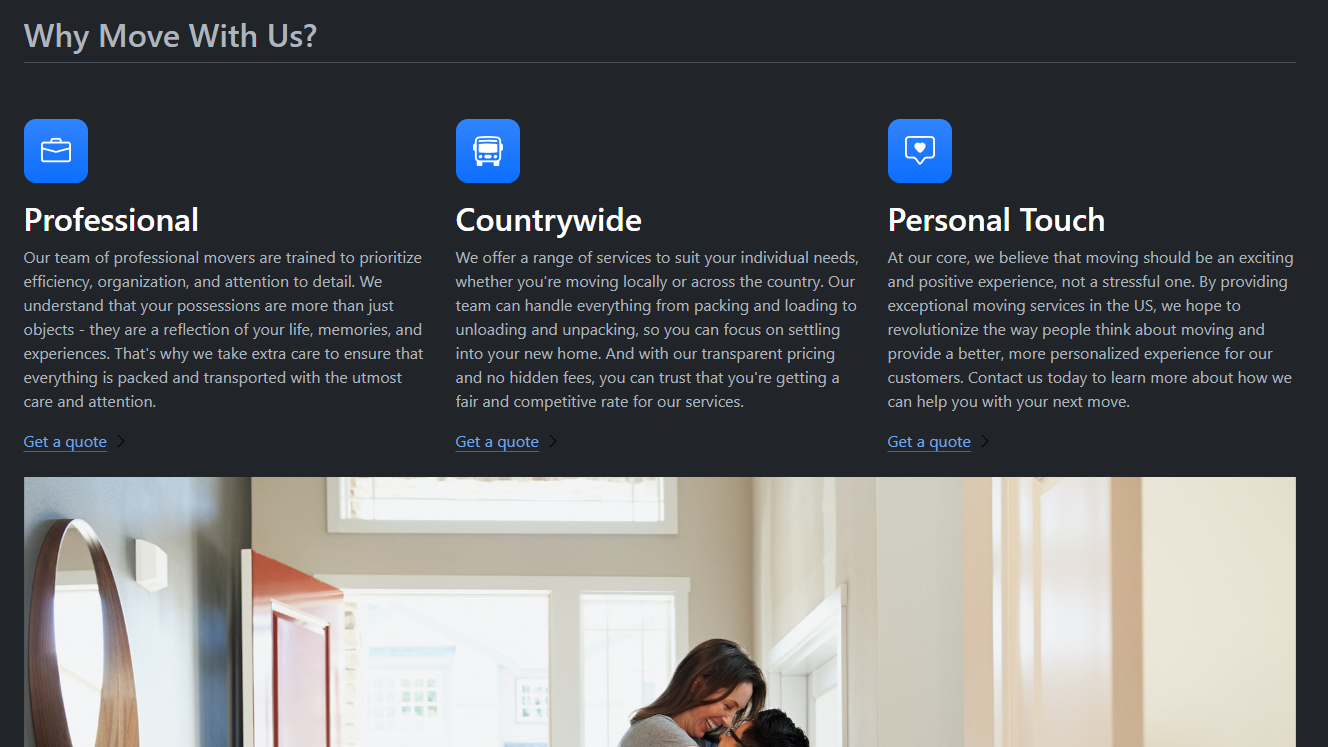 Why Move With Us?
Professional
Our team of professional movers are trained to prioritize
efficiency, organization, and attention to detail. We
understand that your possessions are more than just
objects - they are a reflection of your life, memories, and
experiences. That's why we take extra care to ensure that
everything is packed and transported with the utmost
care and attention.
Get a quote
Countrywide
We offer a range of services to suit your individual needs,
whether you're moving locally or across the country. Our
team can handle everything from packing and loading to
unloading and unpacking, so you can focus on settling
into your new home. And with our transparent pricing
and no hidden fees, you can trust that you're getting a
fair and competitive rate for our services.
Get a quote
Personal Touch
At our core, we believe that moving should be an exciting
and positive experience, not a stressful one. By providing
exceptional moving services in the US, we hope to
revolutionize the way people think about moving and
provide a better, more personalized experience for our
customers. Contact us today to learn more about how we
can help you with your next move.
Get a quote